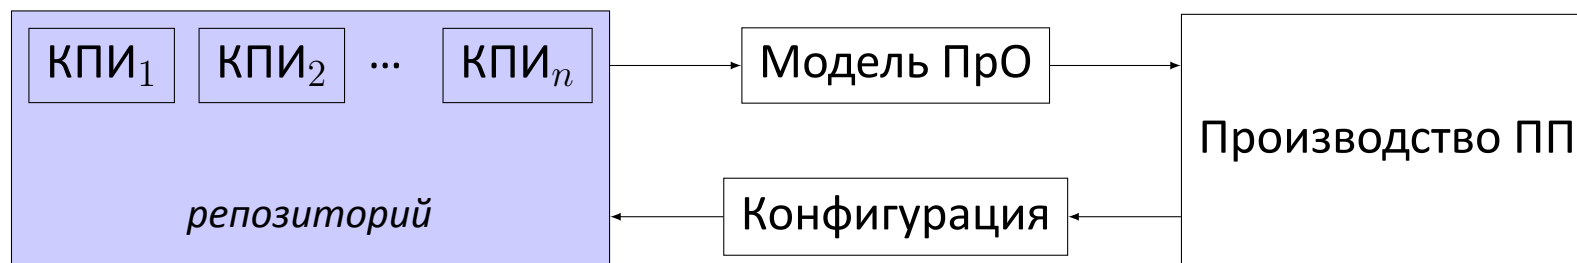 КПИ₁ КПИ₂ ... КПИₙ
Модель ПрО
Производство ПП
репозиторий
Конфигурация